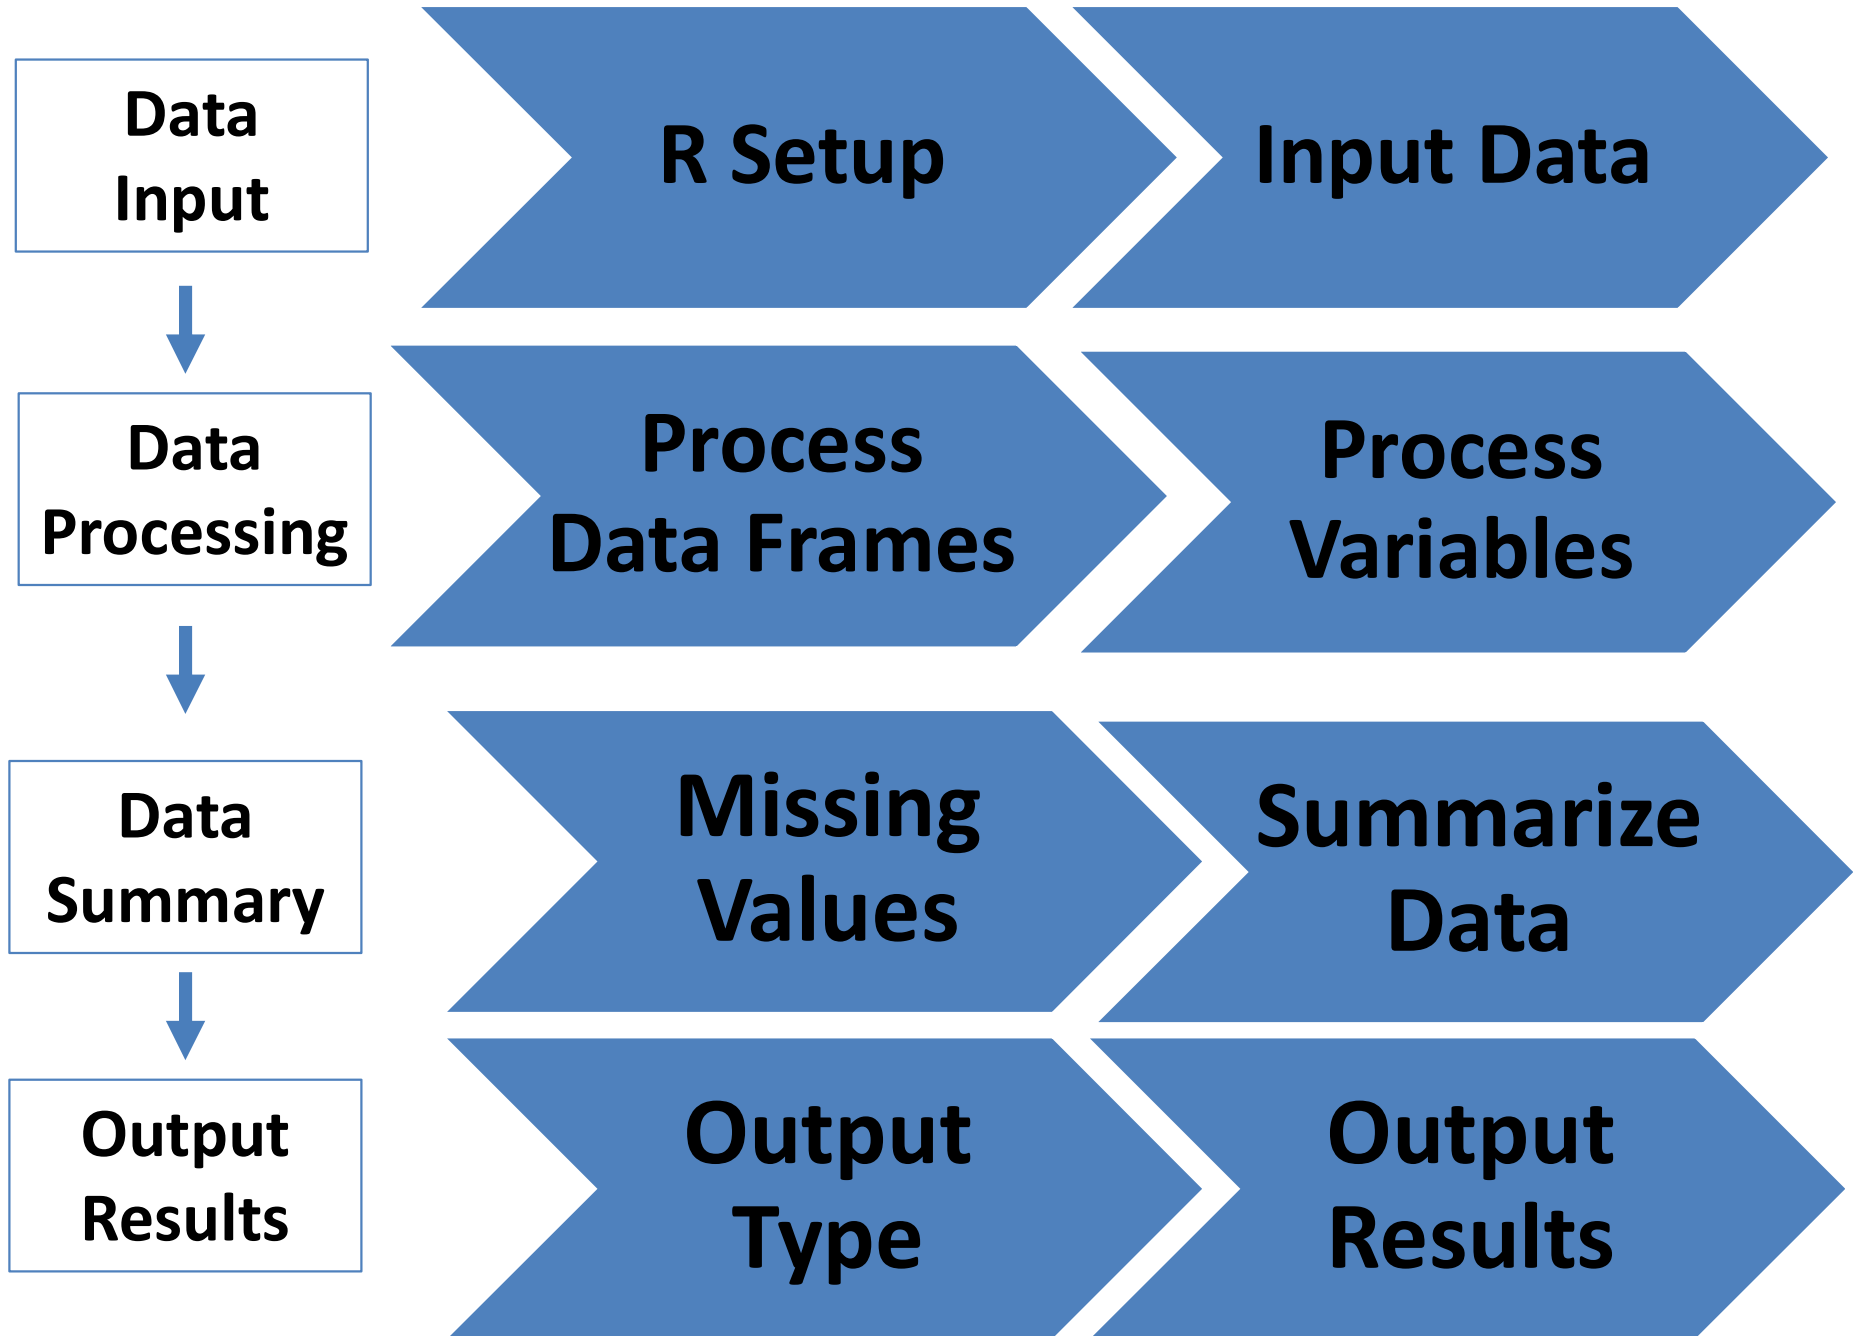 Data
Input
R Setup
Input Data
Data
Processing
Process
Data Frames
Process
Variables
Data
Summary
Missing
Values
Summarize
Data
Output
Results
Output
Type
Output
Results